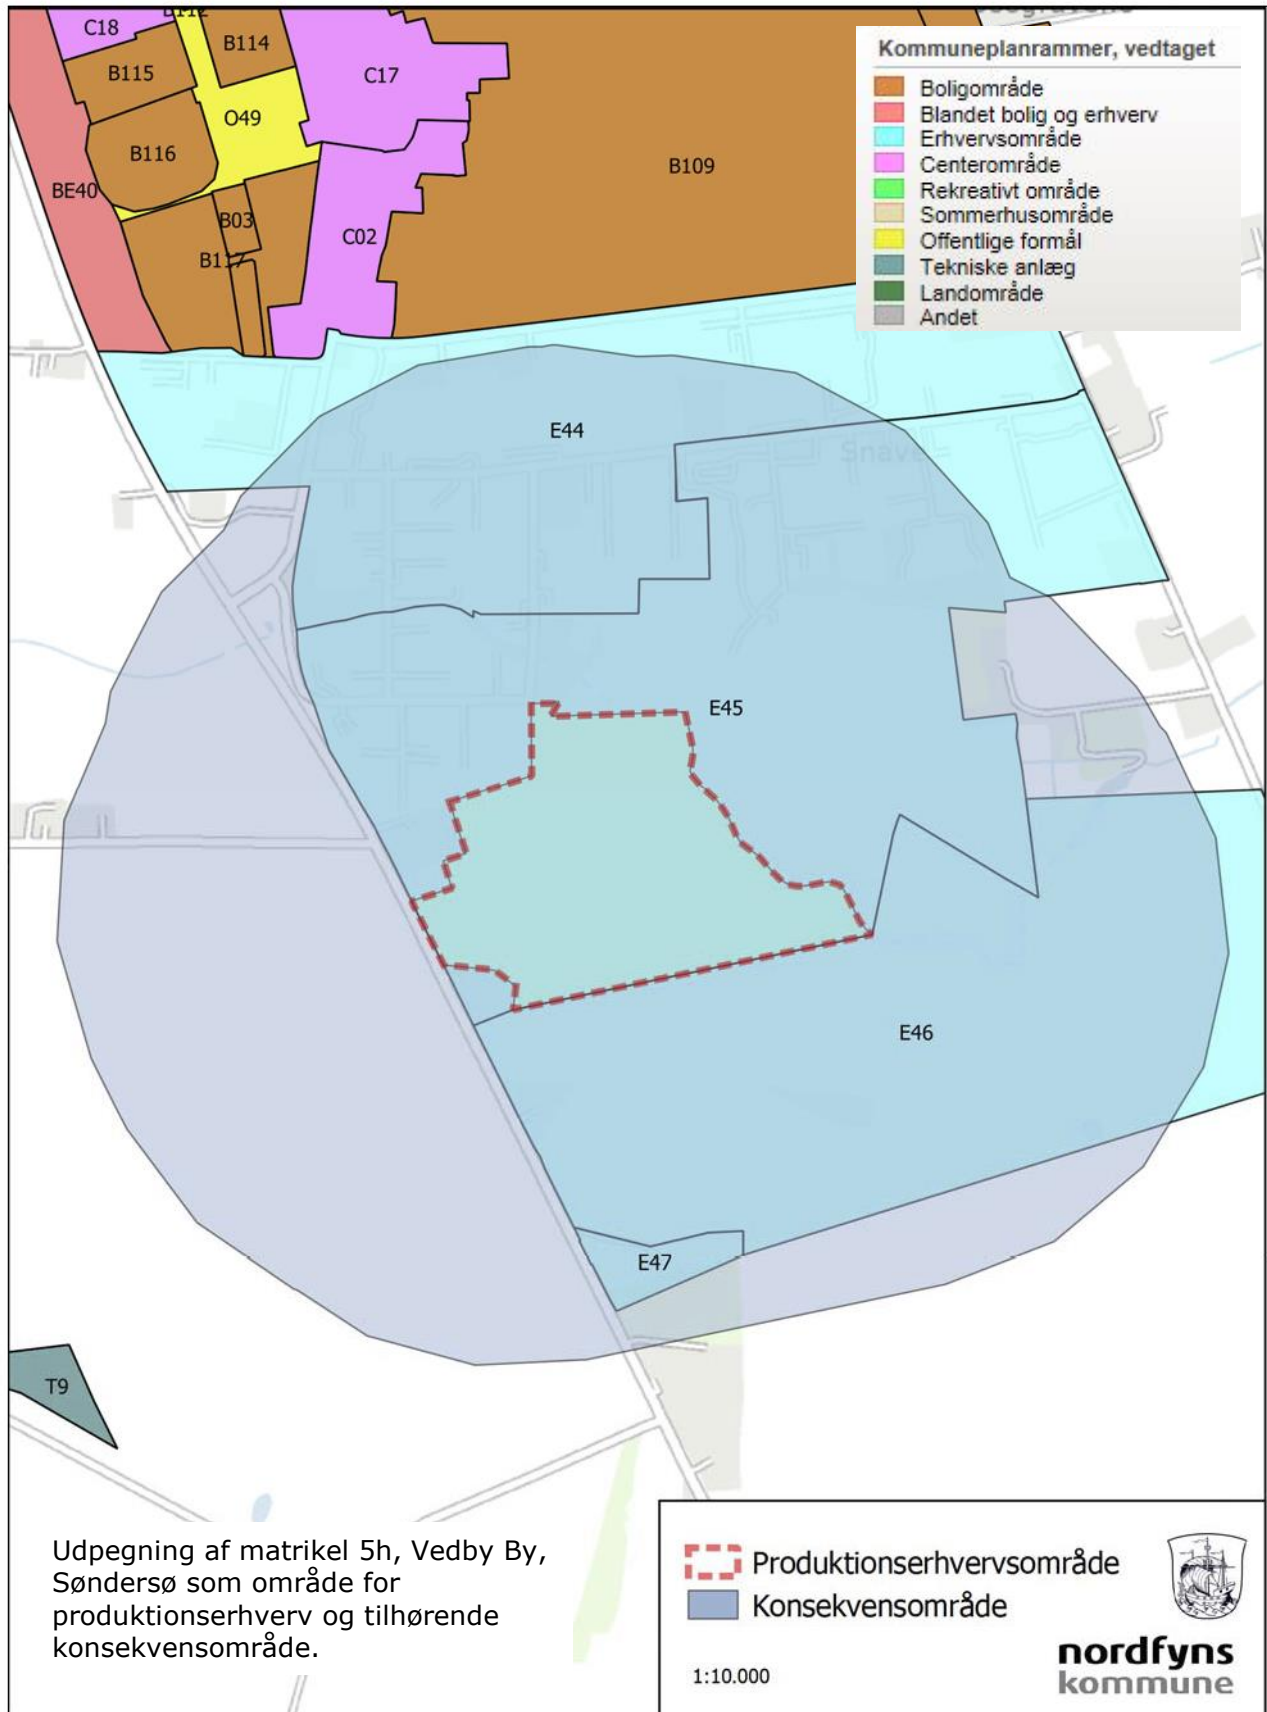 C18
B114
B115
C17
O49
B116
B109
BE40
B03
C02
B117
Kommuneplanrammer, vedtaget
Boligområde
Blandet bolig og erhverv
Erhvervsområde
Centerområde
Rekreativt område
Sommerhusområde
Offentlige formål
Tekniske anlæg
Landområde
Andet
E44
Snave
E45
E46
E47
T9
Udpegning af matrikel 5h, Vedby By,
Søndersø som område for
produktionserhverv og tilhørende
konsekvensområde.
Produktionserhvervsområde
Konsekvensområde
1:10.000
nordfyns
kommune